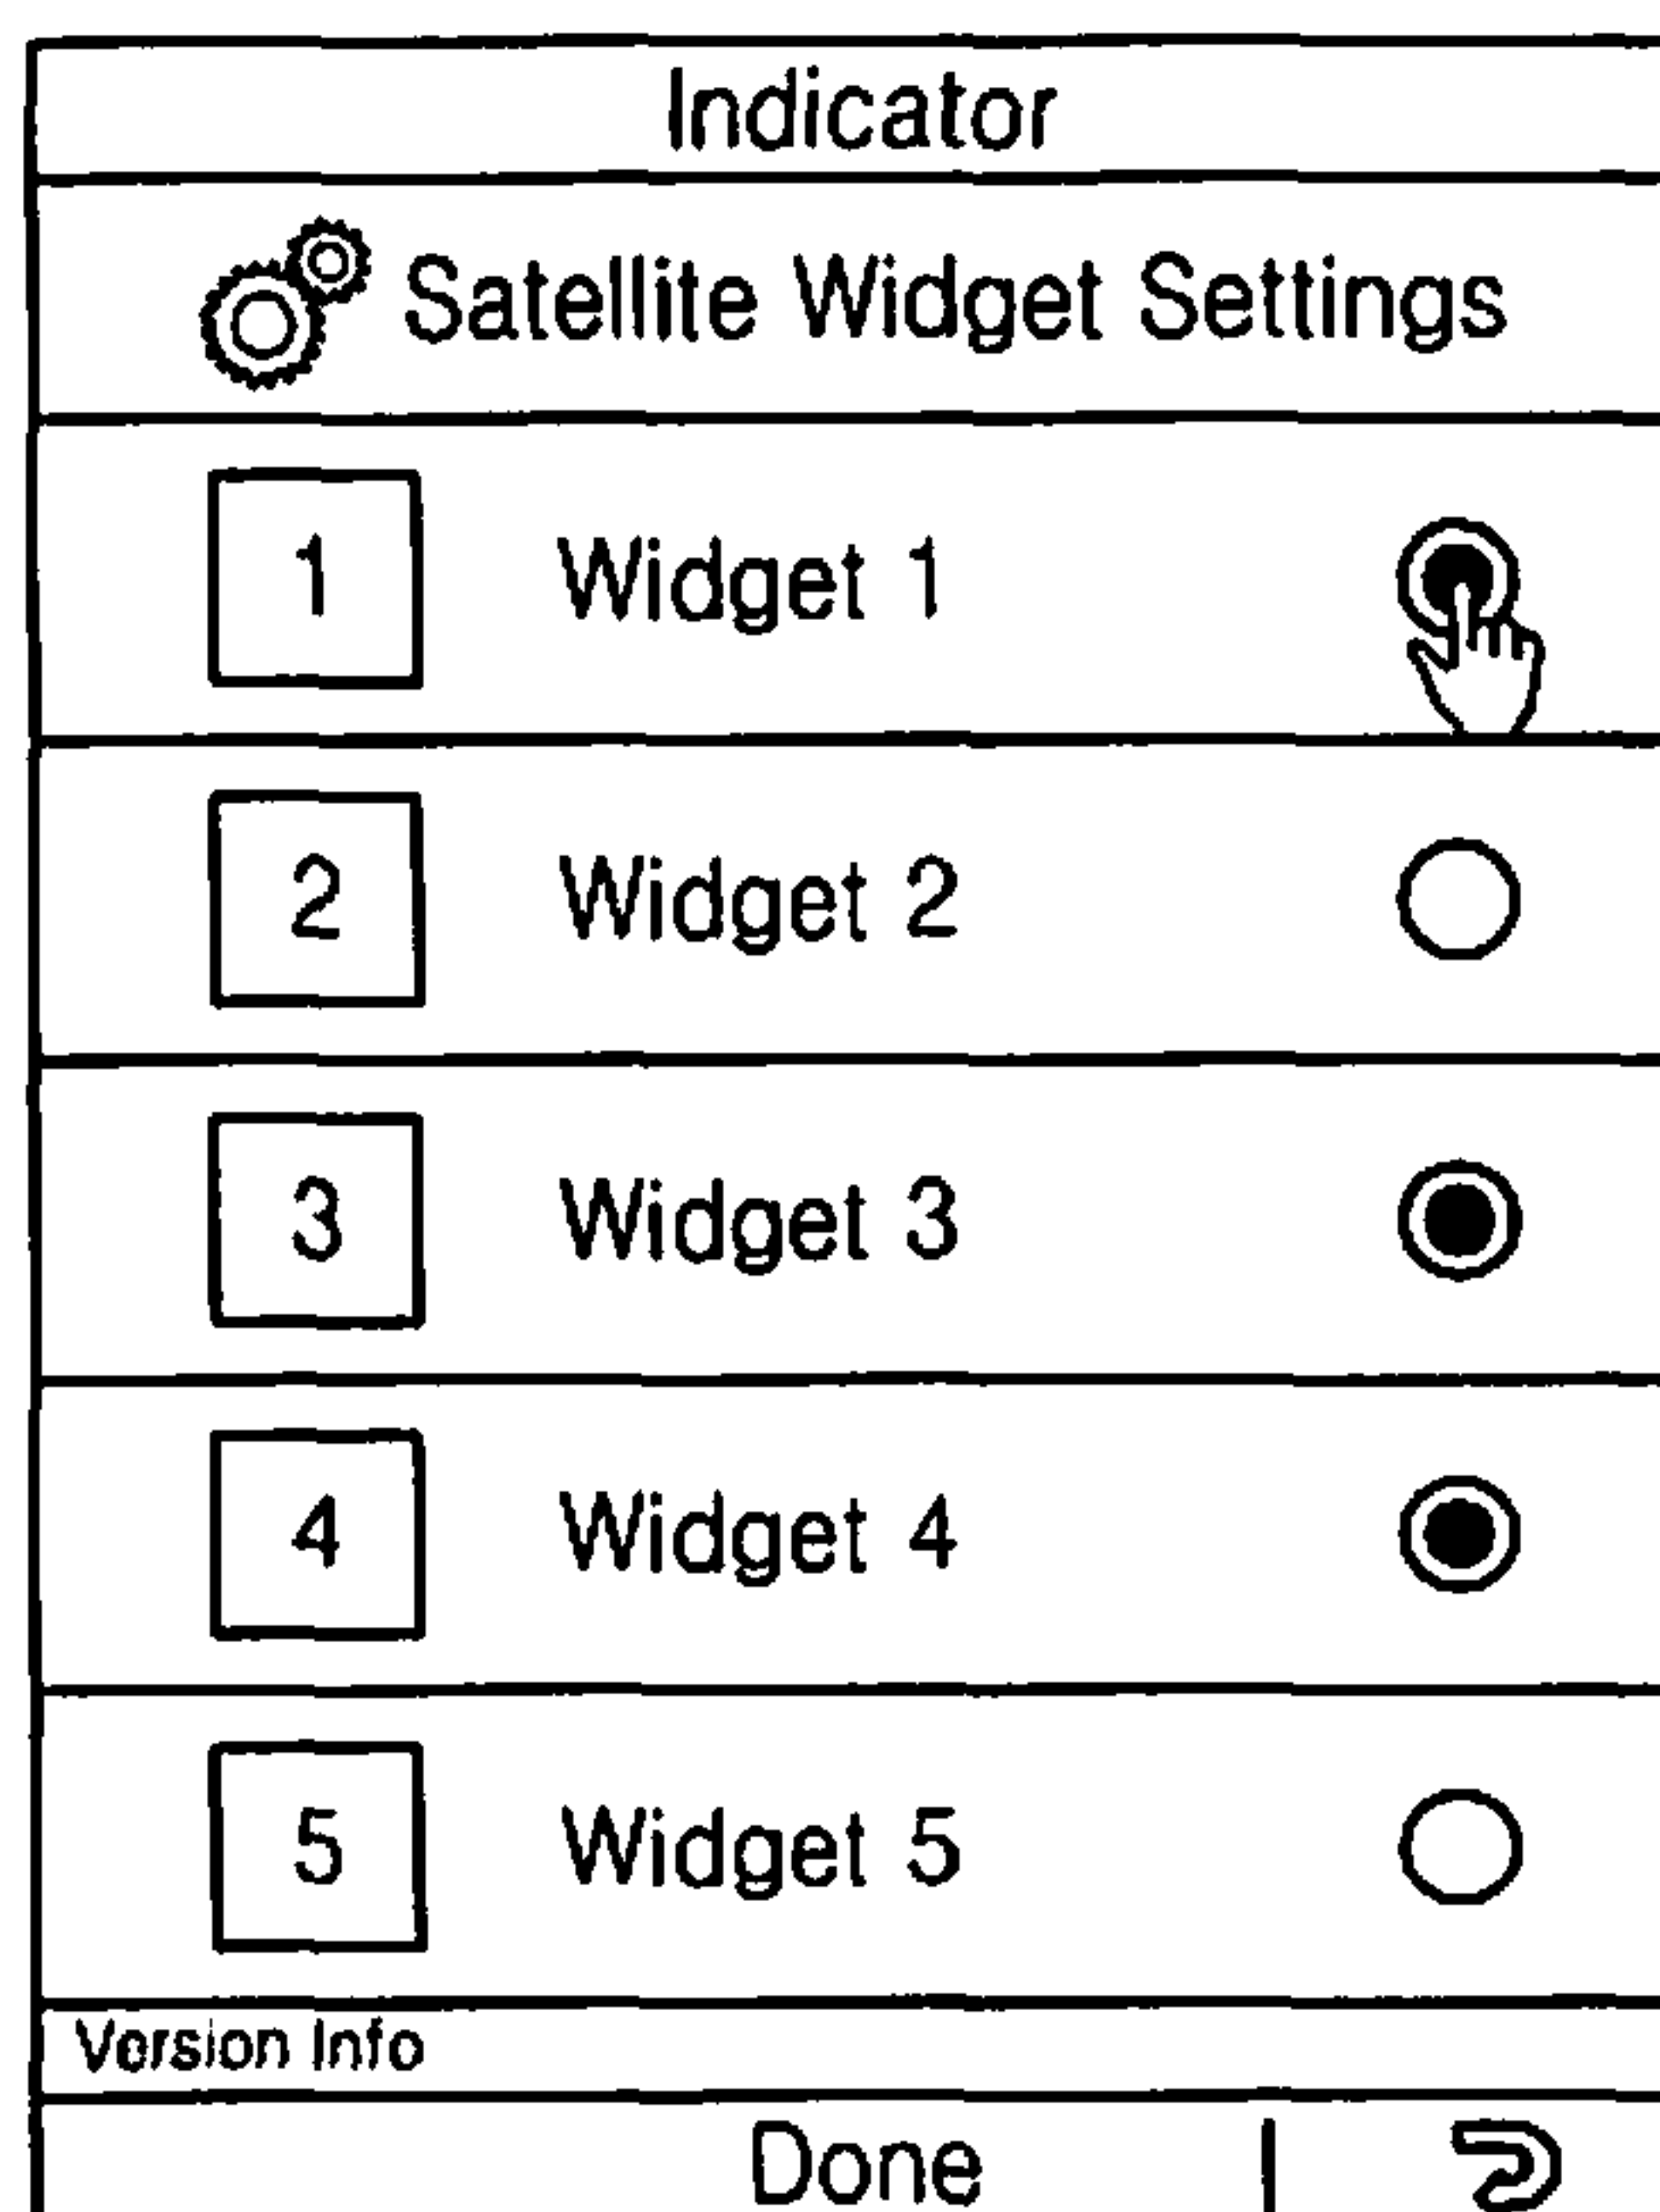 Indicator
Satellite Widget Settings
1 Widget 1
2 Widget 2
3 Widget 3
4 Widget 4
5 Widget 5
Version Info
Done